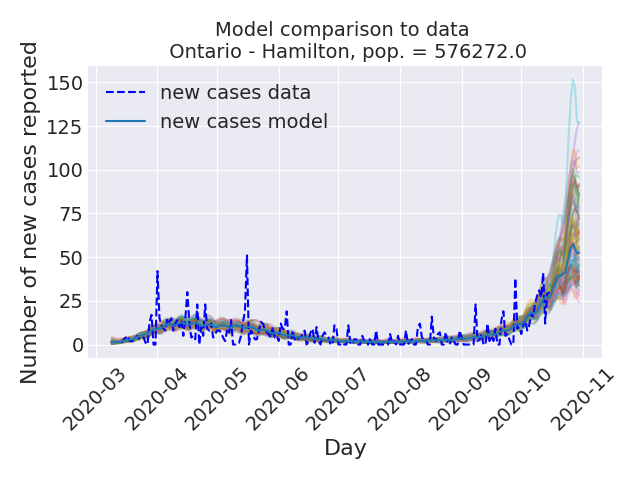 Model comparison to data
Ontario - Hamilton, pop. = 576272.0
Number of new cases reported
150
125
100
75
50
25
0
new cases data
new cases model
2020-03
2020-04
2020-05
2020-06
2020-07
2020-08
2020-09
2020-10
2020-11
Day